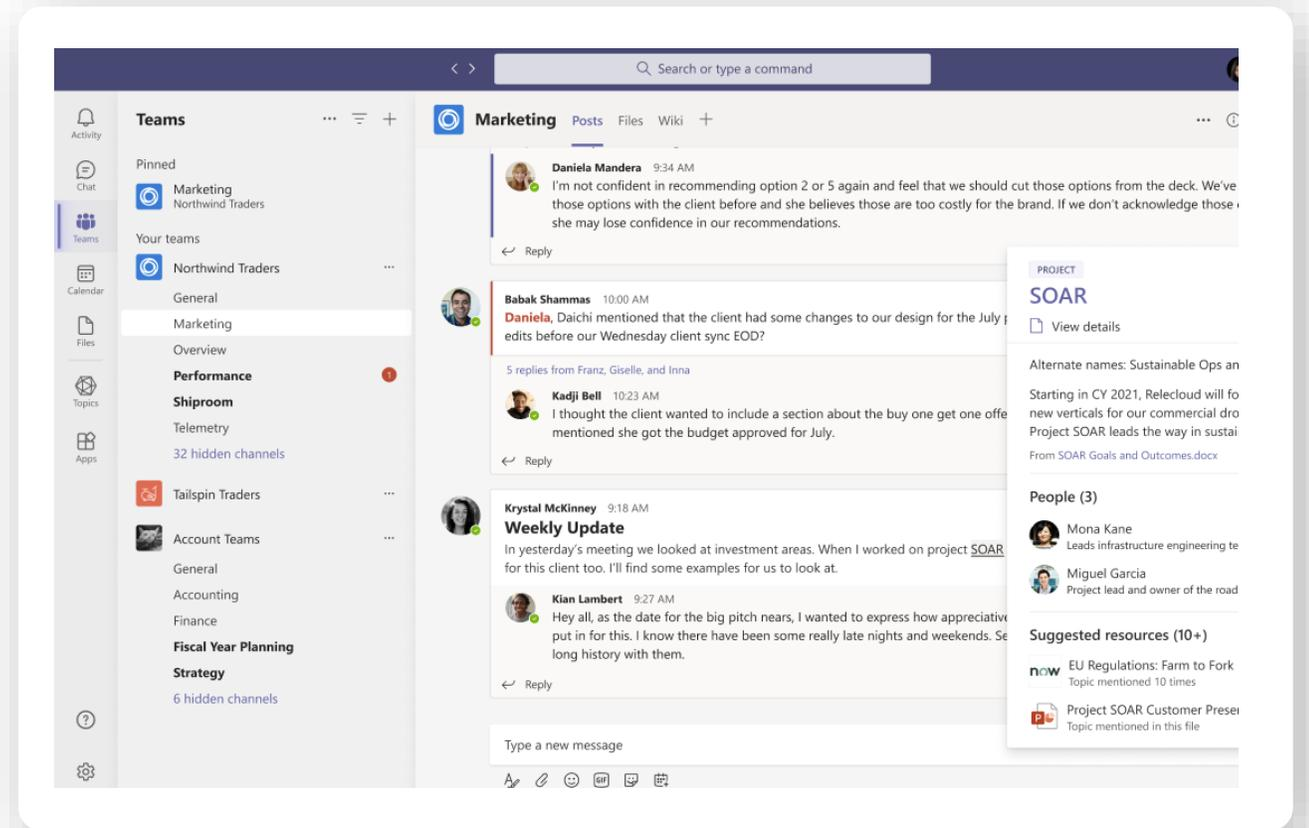 Search or type a command
Activity
Chat
Teams
Calendar
Files
Topics
Apps
Teams
Pinned
Marketing
Northwind Traders
Your teams
Northwind Traders
General
Marketing
Overview
Performance 1
Shiproom
Telemetry
32 hidden channels
Tailspin Traders
Account Teams
General
Accounting
Finance
Fiscal Year Planning
Strategy
6 hidden channels
Marketing Posts Files Wiki
Daniela Mandera 9:34 AM
I'm not confident in recommending option 2 or 5 again and feel that we should cut those options from the deck. We've
those options with the client before and she believes those are too costly for the brand. If we don't acknowledge those
she may lose confidence in our recommendations.
Reply
Babak Shammas 10:00 AM
Daniela, Daichi mentioned that the client had some changes to our design for the July
edits before our Wednesday client sync EOD?
5 replies from Franz, Giselle, and Inna
Kadji Bell 10:23 AM
I thought the client wanted to include a section about the buy one get one offe
mentioned she got the budget approved for July.
Reply
Krystal McKinney 9:18 AM
Weekly Update
In yesterday's meeting we looked at investment areas. When I worked on project SOAR
for this client too. I'll find some examples for us to look at.
Kian Lambert 9:27 AM
Hey all, as the date for the big pitch nears, I wanted to express how appreciative
put in for this. I know there have been some really late nights and weekends. Se
long history with them.
Reply
Type a new message
GIF
PROJECT
SOAR
View details
Alternate names: Sustainable Ops an
Starting in CY 2021, Relecloud will fo
new verticals for our commercial dro
Project SOAR leads the way in sustai
From SOAR Goals and Outcomes.docx
People (3)
Mona Kane
Leads infrastructure engineering te
Miguel Garcia
Project lead and owner of the road
Suggested resources (10+)
now
EU Regulations: Farm to Fork
Topic mentioned 10 times
Project SOAR Customer Presen
Topic mentioned in this file